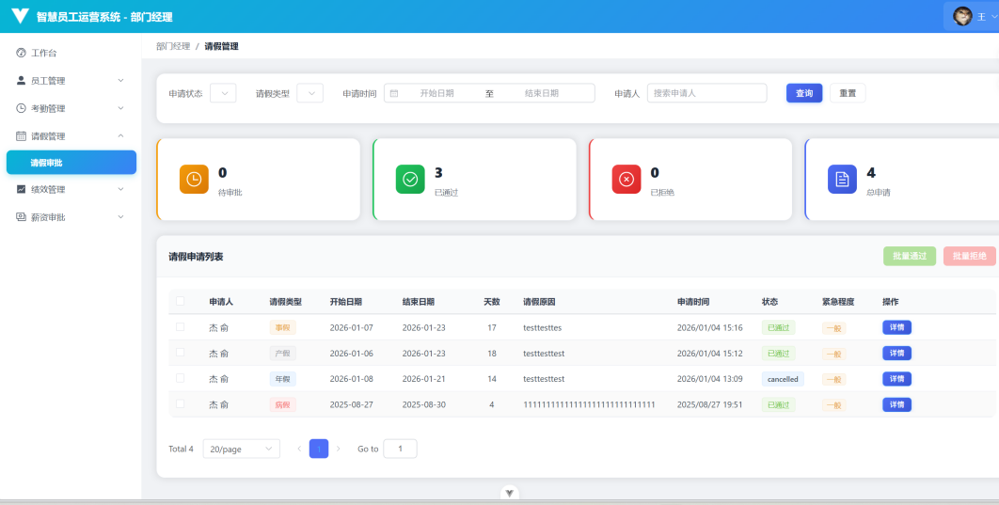 智慧员工运营系统 - 部门经理
王
工作台
员工管理
考勤管理
请假管理
请假审批
绩效管理
薪资审批
部门经理 / 请假管理
申请状态 请假类型 申请时间 开始日期 至 结束日期 申请人 搜索申请人 查询 重置
0
待审批
3
已通过
0
已拒绝
4
总申请
请假申请列表 批量通过 批量拒绝
申请人 请假类型 开始日期 结束日期 天数 请假原因 申请时间 状态 紧急程度 操作
杰 俞 事假 2026-01-07 2026-01-23 17 testtesttes 2026/01/04 15:16 已通过 一般 详情
杰 俞 产假 2026-01-06 2026-01-23 18 testtesttest 2026/01/04 15:12 已通过 一般 详情
杰 俞 年假 2026-01-08 2026-01-21 14 testtesttest 2026/01/04 13:09 cancelled 一般 详情
杰 俞 病假 2025-08-27 2025-08-30 4 11111111111111111111111111111111 2025/08/27 19:51 已通过 一般 详情
Total 4 20/page 1 Go to 1